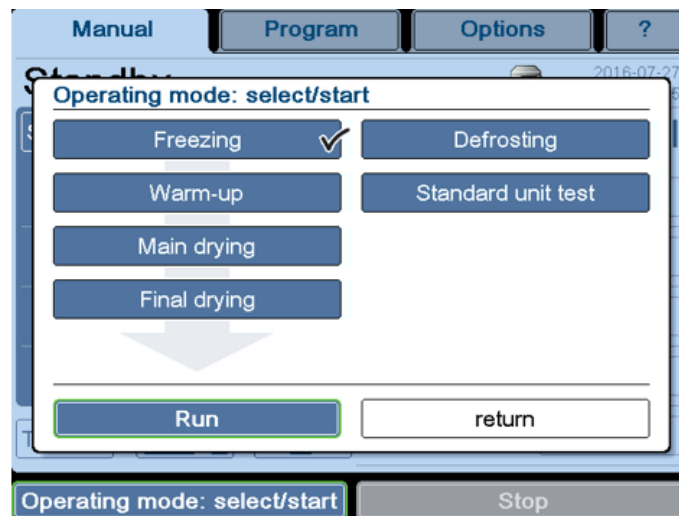 Manual Program Options ?
Standby
2016-07-27
Operating mode: select/start
Freezing Defrosting
Warm-up Standard unit test
Main drying
Final drying
Run return
Operating mode: select/start Stop